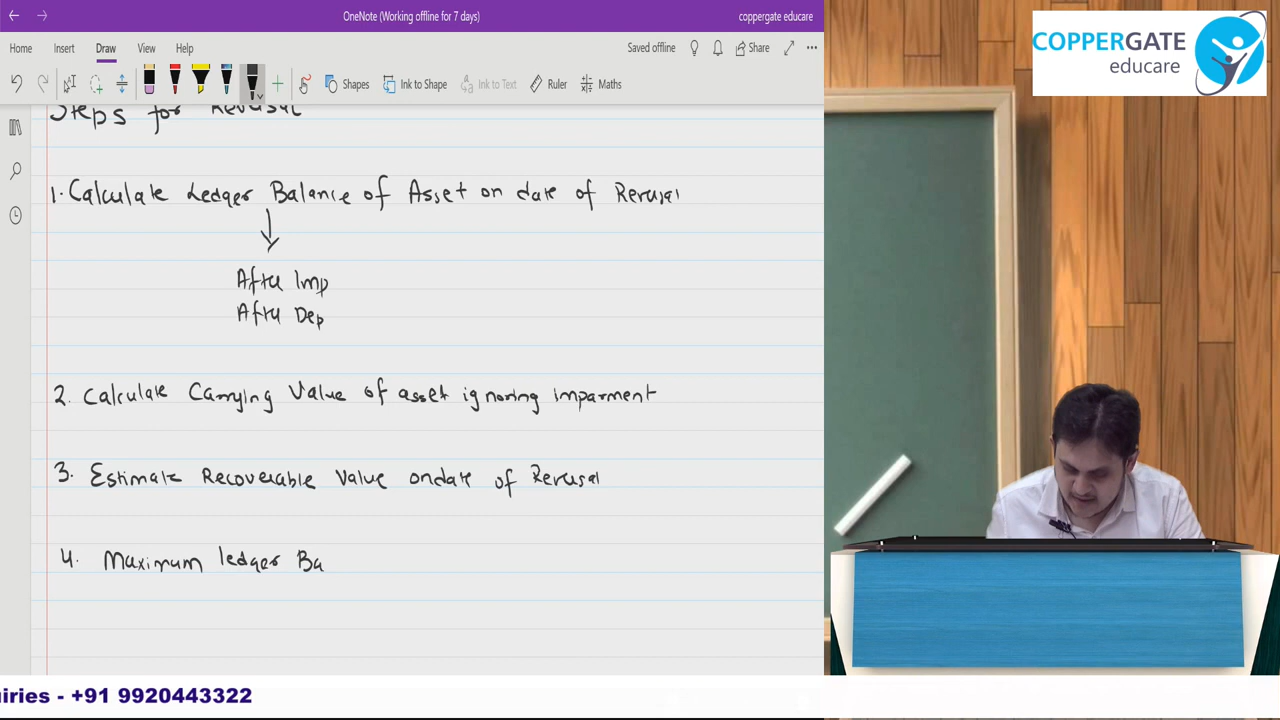 OneNote (Working offline for 7 days)
coppergate educare
Home Insert Draw View Help
Saved offline Share
Shapes Ink to Shape Ink to Text Ruler Maths
COPPERGATE
educare
Steps for Reversal
1. Calculate Ledger Balance of Asset on date of Reversal
After Imp
After Dep
2. Calculate Carrying Value of asset ignoring imparment
3. Estimate Recoverable Value on date of Reversal
4. Maximum ledger Ba
iries - +91 9920443322